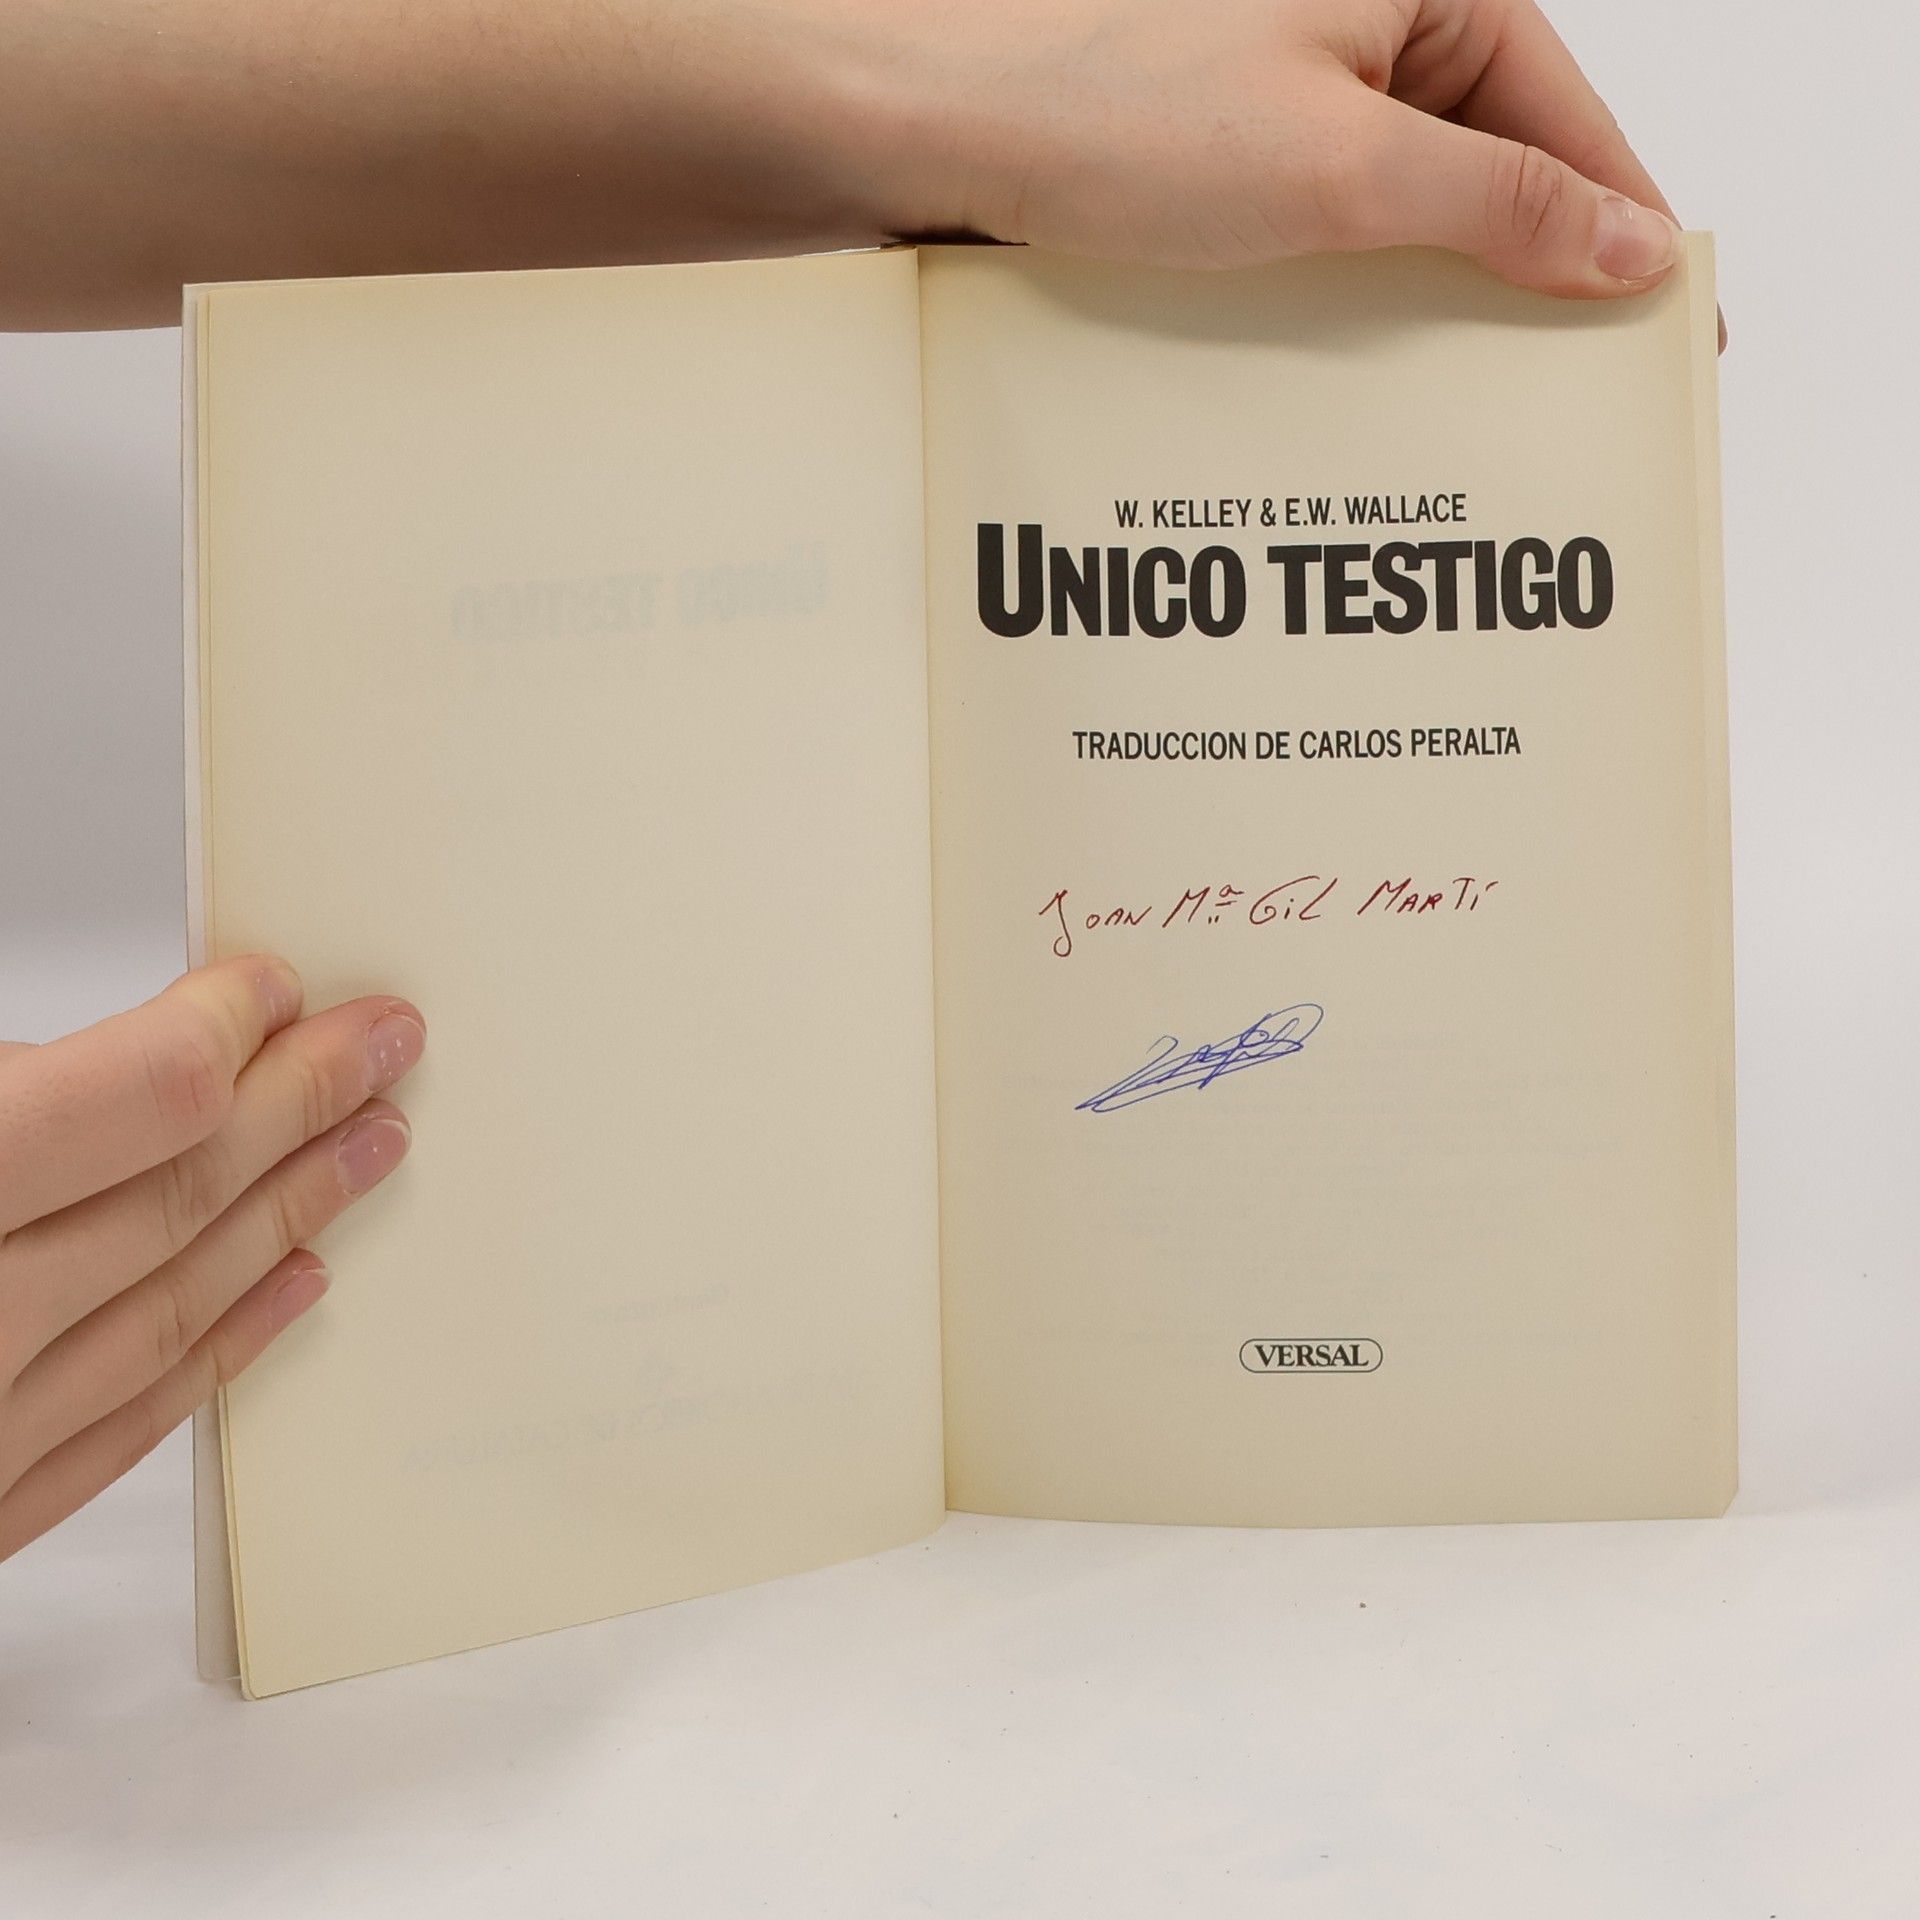 W. KELLEY & E.W. WALLACE
UNICO TESTIGO
TRADUCCION DE CARLOS PERALTA
JOAN Mª GIL MARTÍ
VERSAL